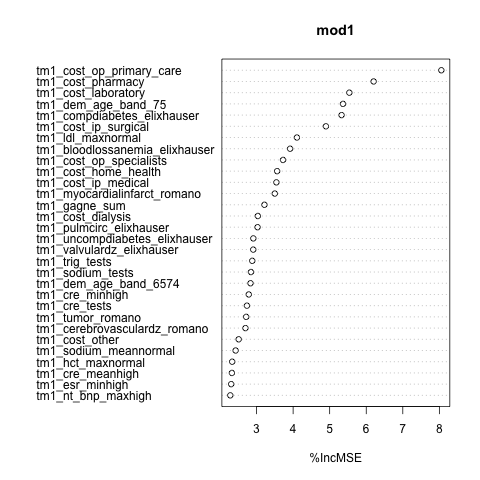 mod1
tm1_cost_op_primary_care
tm1_cost_pharmacy
tm1_cost_laboratory
tm1_dem_age_band_75
tm1_compdiabetes_elixhauser
tm1_cost_ip_surgical
tm1_ldl_maxnormal
tm1_bloodlossanemia_elixhauser
tm1_cost_op_specialists
tm1_cost_home_health
tm1_cost_ip_medical
tm1_myocardialinfarct_romano
tm1_gagne_sum
tm1_cost_dialysis
tm1_pulmcirc_elixhauser
tm1_uncompdiabetes_elixhauser
tm1_valvulardz_elixhauser
tm1_trig_tests
tm1_sodium_tests
tm1_dem_age_band_6574
tm1_cre_minhigh
tm1_cre_tests
tm1_tumor_romano
tm1_cerebrovasculardz_romano
tm1_cost_other
tm1_sodium_meannormal
tm1_hct_maxnormal
tm1_cre_meanhigh
tm1_esr_minhigh
tm1_nt_bnp_maxhigh
3 4 5 6 7 8
%IncMSE